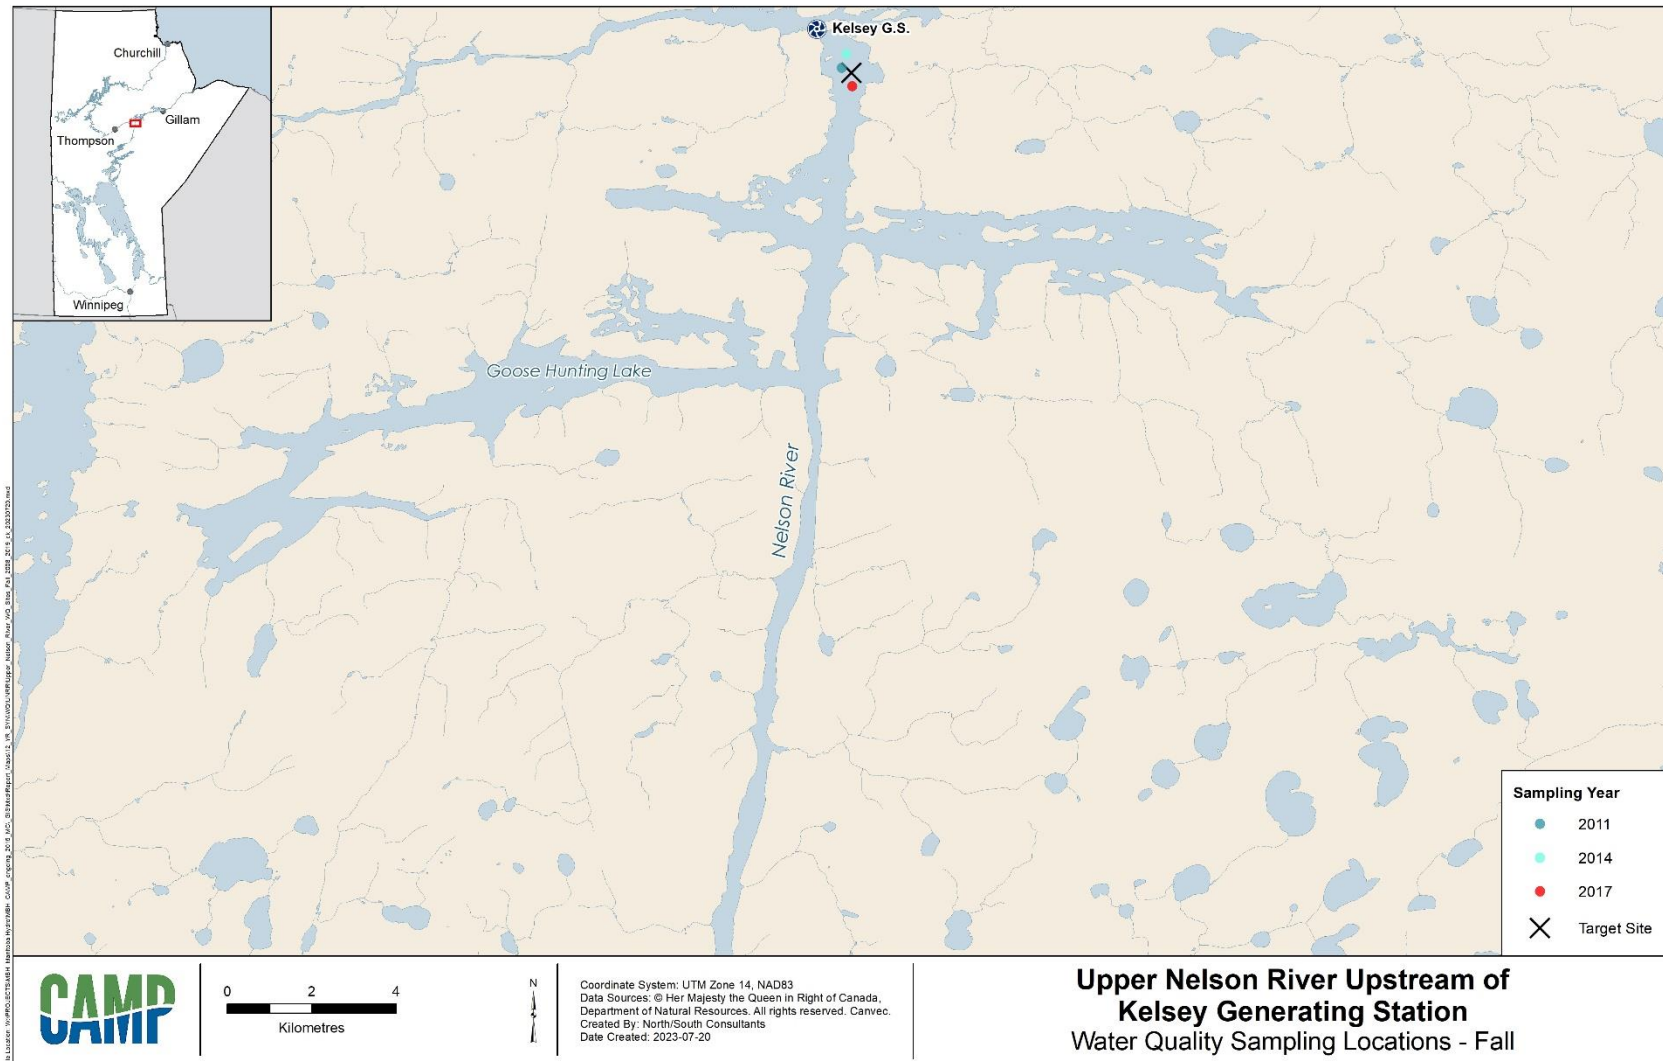 Kelsey G.S.
Churchill
Gillam
Thompson
Winnipeg
Goose Hunting Lake
Nelson River
Sampling Year
2011
2014
2017
Target Site
CAMP
0 2 4
Kilometres
N
Coordinate System: UTM Zone 14, NAD83
Data Sources: © Her Majesty the Queen in Right of Canada,
Department of Natural Resources. All rights reserved. Canvec.
Created By: North/South Consultants
Date Created: 2023-07-20
Upper Nelson River Upstream of
Kelsey Generating Station
Water Quality Sampling Locations - Fall